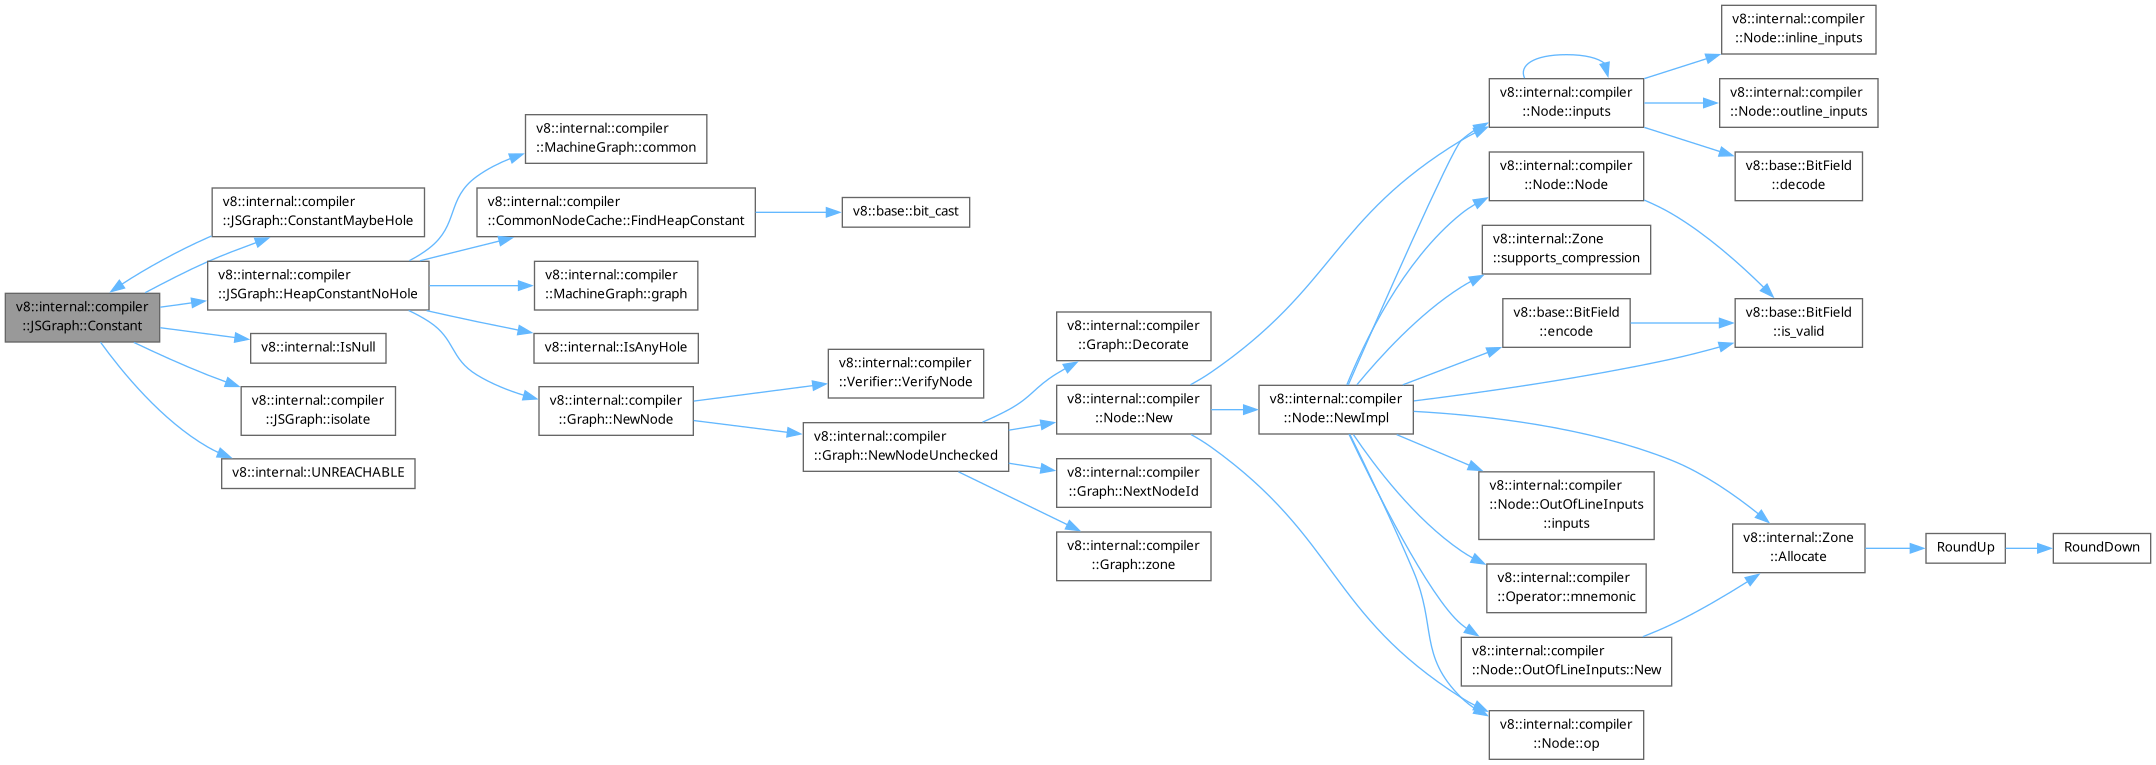 v8::internal::compiler
::JSGraph::Constant
v8::internal::compiler
::JSGraph::ConstantMaybeHole
v8::internal::compiler
::JSGraph::HeapConstantNoHole
v8::internal::IsNull
v8::internal::compiler
::JSGraph::isolate
v8::internal::UNREACHABLE
v8::internal::compiler
::MachineGraph::common
v8::internal::compiler
::CommonNodeCache::FindHeapConstant
v8::internal::compiler
::MachineGraph::graph
v8::internal::IsAnyHole
v8::internal::compiler
::Graph::NewNode
v8::base::bit_cast
v8::internal::compiler
::Verifier::VerifyNode
v8::internal::compiler
::Graph::NewNodeUnchecked
v8::internal::compiler
::Graph::Decorate
v8::internal::compiler
::Node::New
v8::internal::compiler
::Graph::NextNodeId
v8::internal::compiler
::Graph::zone
v8::internal::compiler
::Node::NewImpl
v8::internal::compiler
::Node::inputs
v8::internal::compiler
::Node::Node
v8::internal::Zone
::supports_compression
v8::base::BitField
::encode
v8::internal::compiler
::Node::OutOfLineInputs
::inputs
v8::internal::compiler
::Operator::mnemonic
v8::internal::compiler
::Node::OutOfLineInputs::New
v8::internal::compiler
::Node::op
v8::internal::compiler
::Node::inline_inputs
v8::internal::compiler
::Node::outline_inputs
v8::base::BitField
::decode
v8::base::BitField
::is_valid
v8::internal::Zone
::Allocate
RoundUp
RoundDown